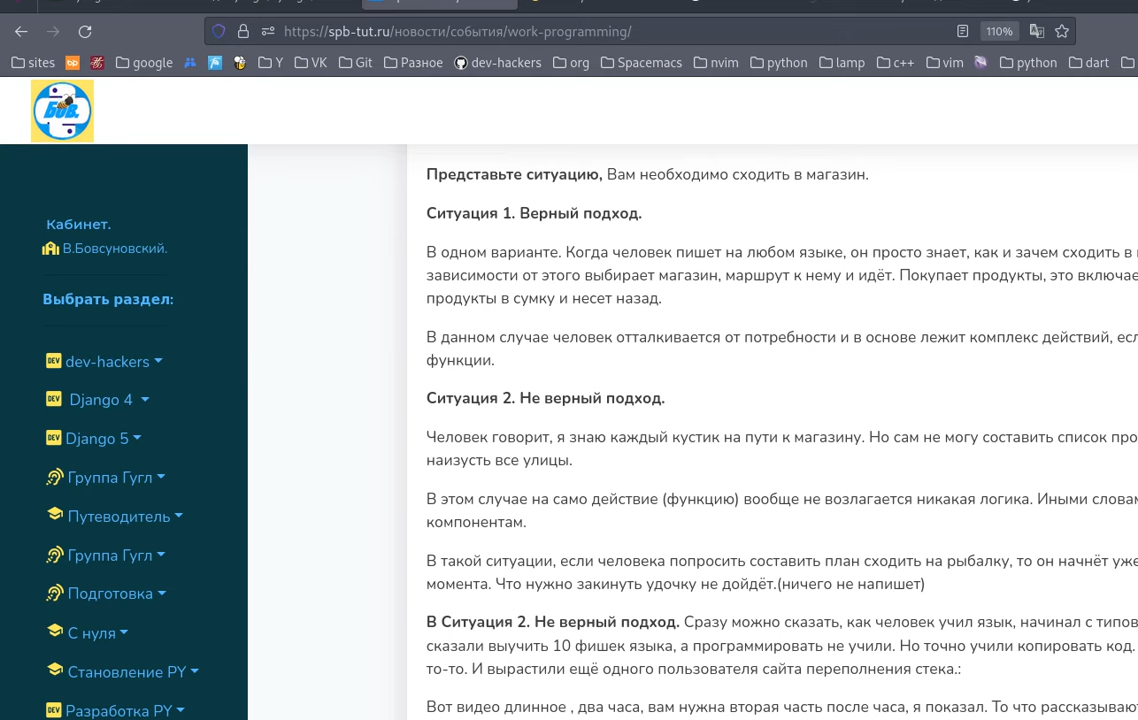 https://spb-tut.ru/новости/события/work-programming/
110%
sites
google
Y
VK
Git
Разное
dev-hackers
org
Spacemacs
nvim
python
lamp
c++
vim
python
dart
БОВ.
Кабинет.
В.Бовсуновский.
Выбрать раздел:
DEV dev-hackers
DEV Django 4
DEV Django 5
Группа Гугл
Путеводитель
Группа Гугл
Подготовка
С нуля
Становление PY
DEV Разработка PY
Представьте ситуацию, Вам необходимо сходить в магазин.
Ситуация 1. Верный подход.
В одном варианте. Когда человек пишет на любом языке, он просто знает, как и зачем сходить в
зависимости от этого выбирает магазин, маршрут к нему и идёт. Покупает продукты, это включае
продукты в сумку и несет назад.
В данном случае человек отталкивается от потребности и в основе лежит комплекс действий, есл
функции.
Ситуация 2. Не верный подход.
Человек говорит, я знаю каждый кустик на пути к магазину. Но сам не могу составить список про
наизусть все улицы.
В этом случае на само действие (функцию) вообще не возлагается никакая логика. Иными слова
компонентам.
В такой ситуации, если человека попросить составить план сходить на рыбалку, то он начнёт уже
момента. Что нужно закинуть удочку не дойдёт.(ничего не напишет)
В Ситуация 2. Не верный подход. Сразу можно сказать, как человек учил язык, начинал с типов
сказали выучить 10 фишек языка, а программировать не учили. Но точно учили копировать код.
то-то. И вырастили ещё одного пользователя сайта переполнения стека.:
Вот видео длинное , два часа, вам нужна вторая часть после часа, я показал. То что рассказываю